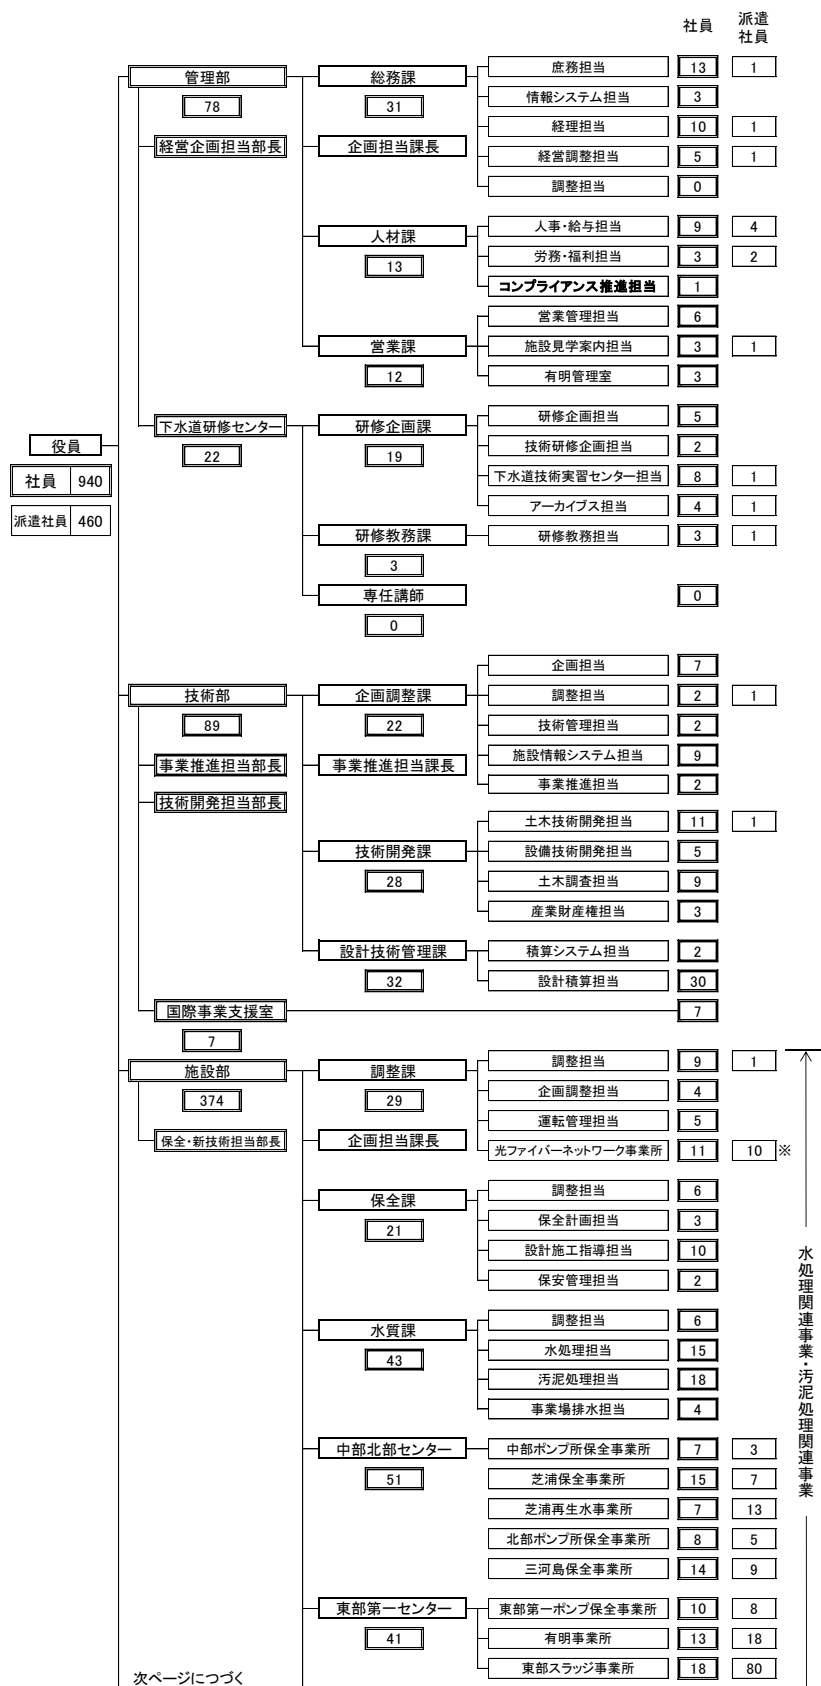 社員 派遣社員
管理部 総務課 庶務担当 13 1
78 31 情報システム担当 3
経理担当 10 1
経営企画担当部長 企画担当課長 経営調整担当 5 1
調整担当 0
人材課 人事・給与担当 9 4
13 労務・福利担当 3 2
コンプライアンス推進担当 1
営業管理担当 6
営業課 施設見学案内担当 3 1
12 有明管理室 3
下水道研修センター 研修企画課 研修企画担当 5
役員 22 19 技術研修企画担当 2
社員 940 下水道技術実習センター担当 8 1
派遣社員 460 アーカイブス担当 4 1
研修教務課 研修教務担当 3 1
3
専任講師 0
0
企画担当 7
技術部 企画調整課 調整担当 2 1
89 22 技術管理担当 2
事業推進担当部長 事業推進担当課長 施設情報システム担当 9
技術開発担当部長 事業推進担当 2
土木技術開発担当 11 1
技術開発課 設備技術開発担当 5
28 土木調査担当 9
産業財産権担当 3
設計技術管理課 積算システム担当 2
32 設計積算担当 30
国際事業支援室 7
7
施設部 調整課 調整担当 9 1
374 29 企画調整担当 4
運転管理担当 5
保全・新技術担当部長 企画担当課長 光ファイバーネットワーク事業所 11 10 ※
保全課 調整担当 6
21 保全計画担当 3
設計施工指導担当 10
保安管理担当 2
水処理関連事業・汚泥処理関連事業
水質課 調整担当 6
43 水処理担当 15
汚泥処理担当 18
事業場排水担当 4
中部北部センター 中部ポンプ所保全事業所 7 3
51 芝浦保全事業所 15 7
芝浦再生水事業所 7 13
北部ポンプ所保全事業所 8 5
三河島保全事業所 14 9
東部第一センター 東部第一ポンプ保全事業所 10 8
41 有明事業所 13 18
東部スラッジ事業所 18 80
次ページにつづく